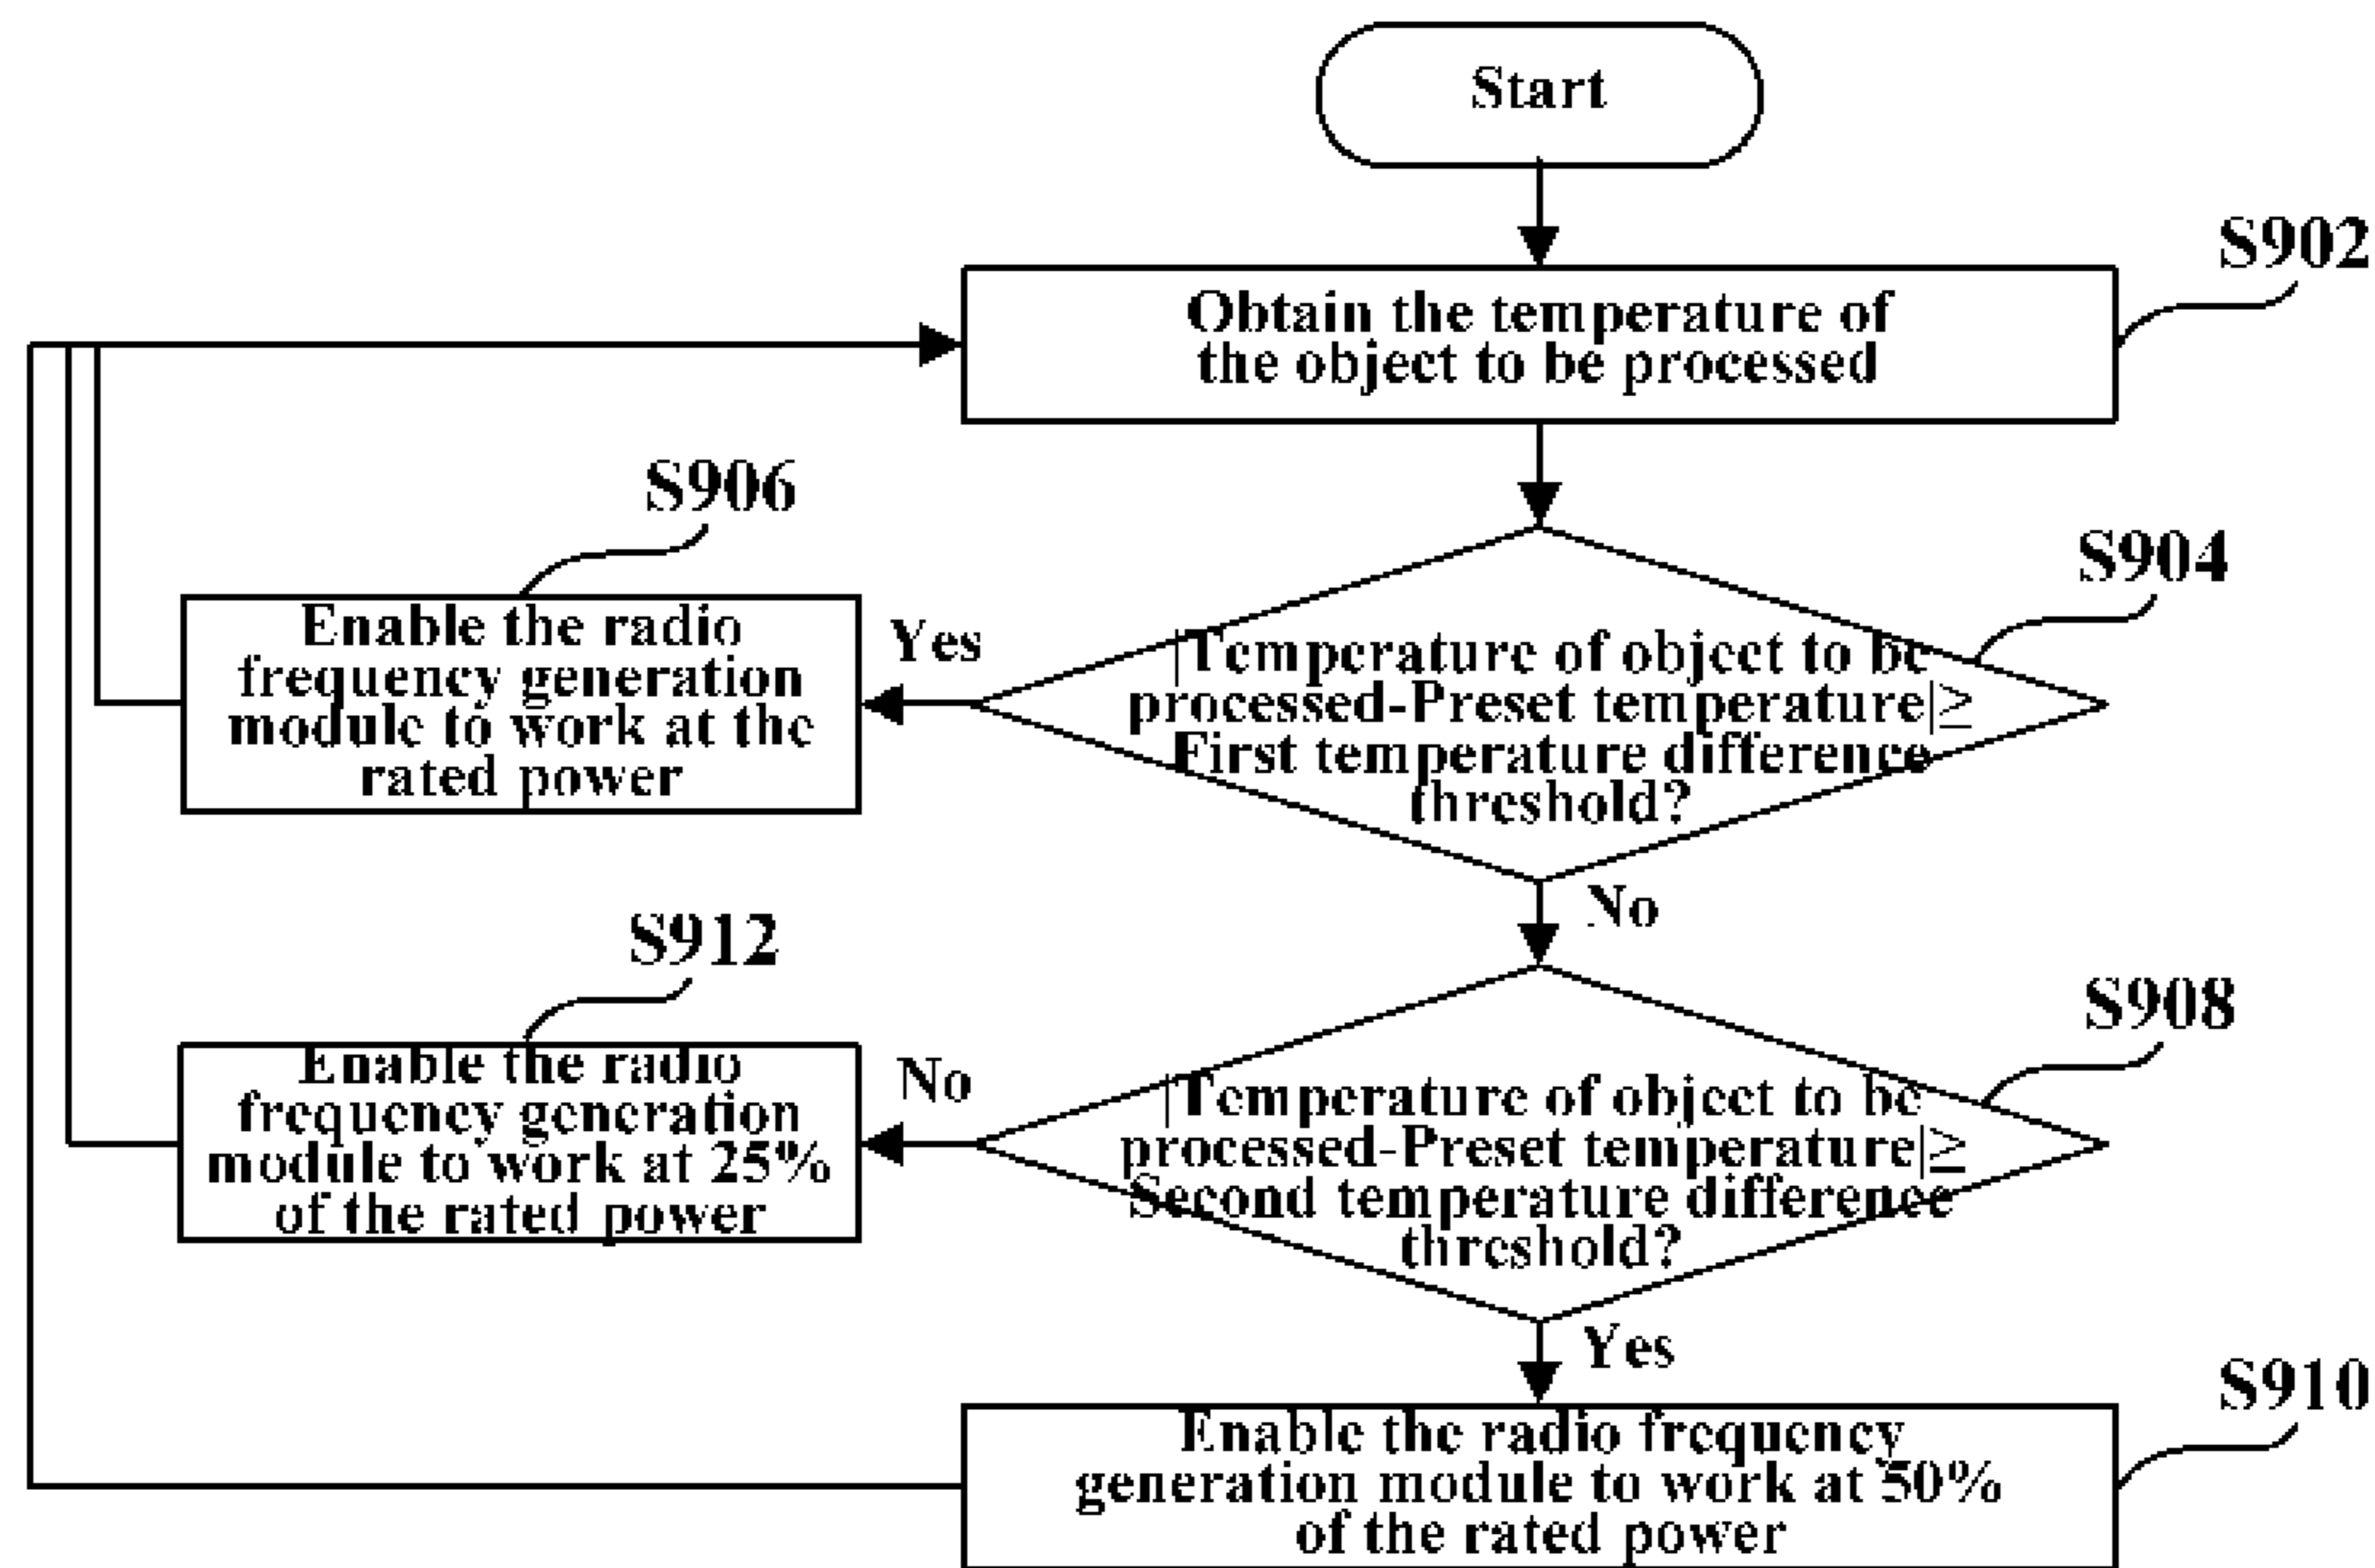 Start
S902
Obtain the temperature of
the object to be processed
S906
S904
Enable the radio
frequency generation
module to work at the
rated power
Yes
|Temperature of object to be
processed-Preset temperature|≥
First temperature difference
threshold?
No
S912
S908
Enable the radio
frequency generation
module to work at 25%
of the rated power
No
|Temperature of object to be
processed-Preset temperature|≥
Second temperature difference
threshold?
Yes
S910
Enable the radio frequency
generation module to work at 50%
of the rated power